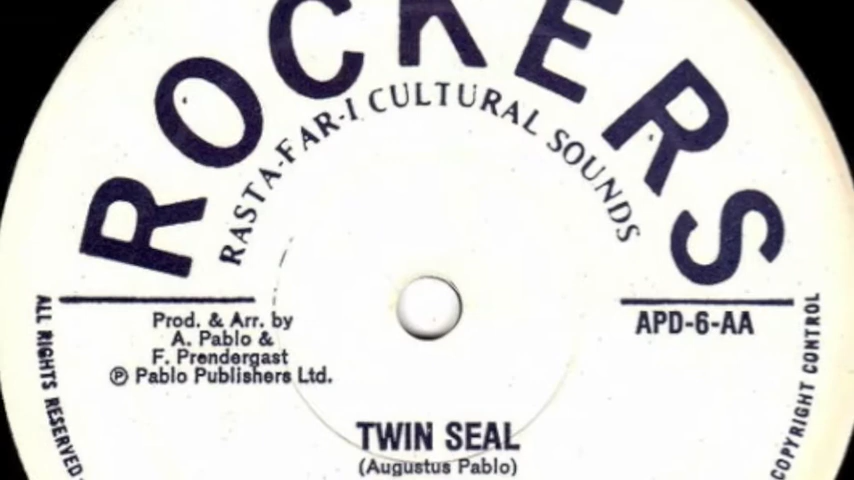 ROCKERS
RASTA-FAR-I CULTURAL SOUNDS
Prod. & Arr. by
A. Pablo &
F. Prendergast
℗ Pablo Publishers Ltd.
APD-6-AA
ALL RIGHTS RESERVED
COPYRIGHT CONTROL
TWIN SEAL
(Augustus Pablo)